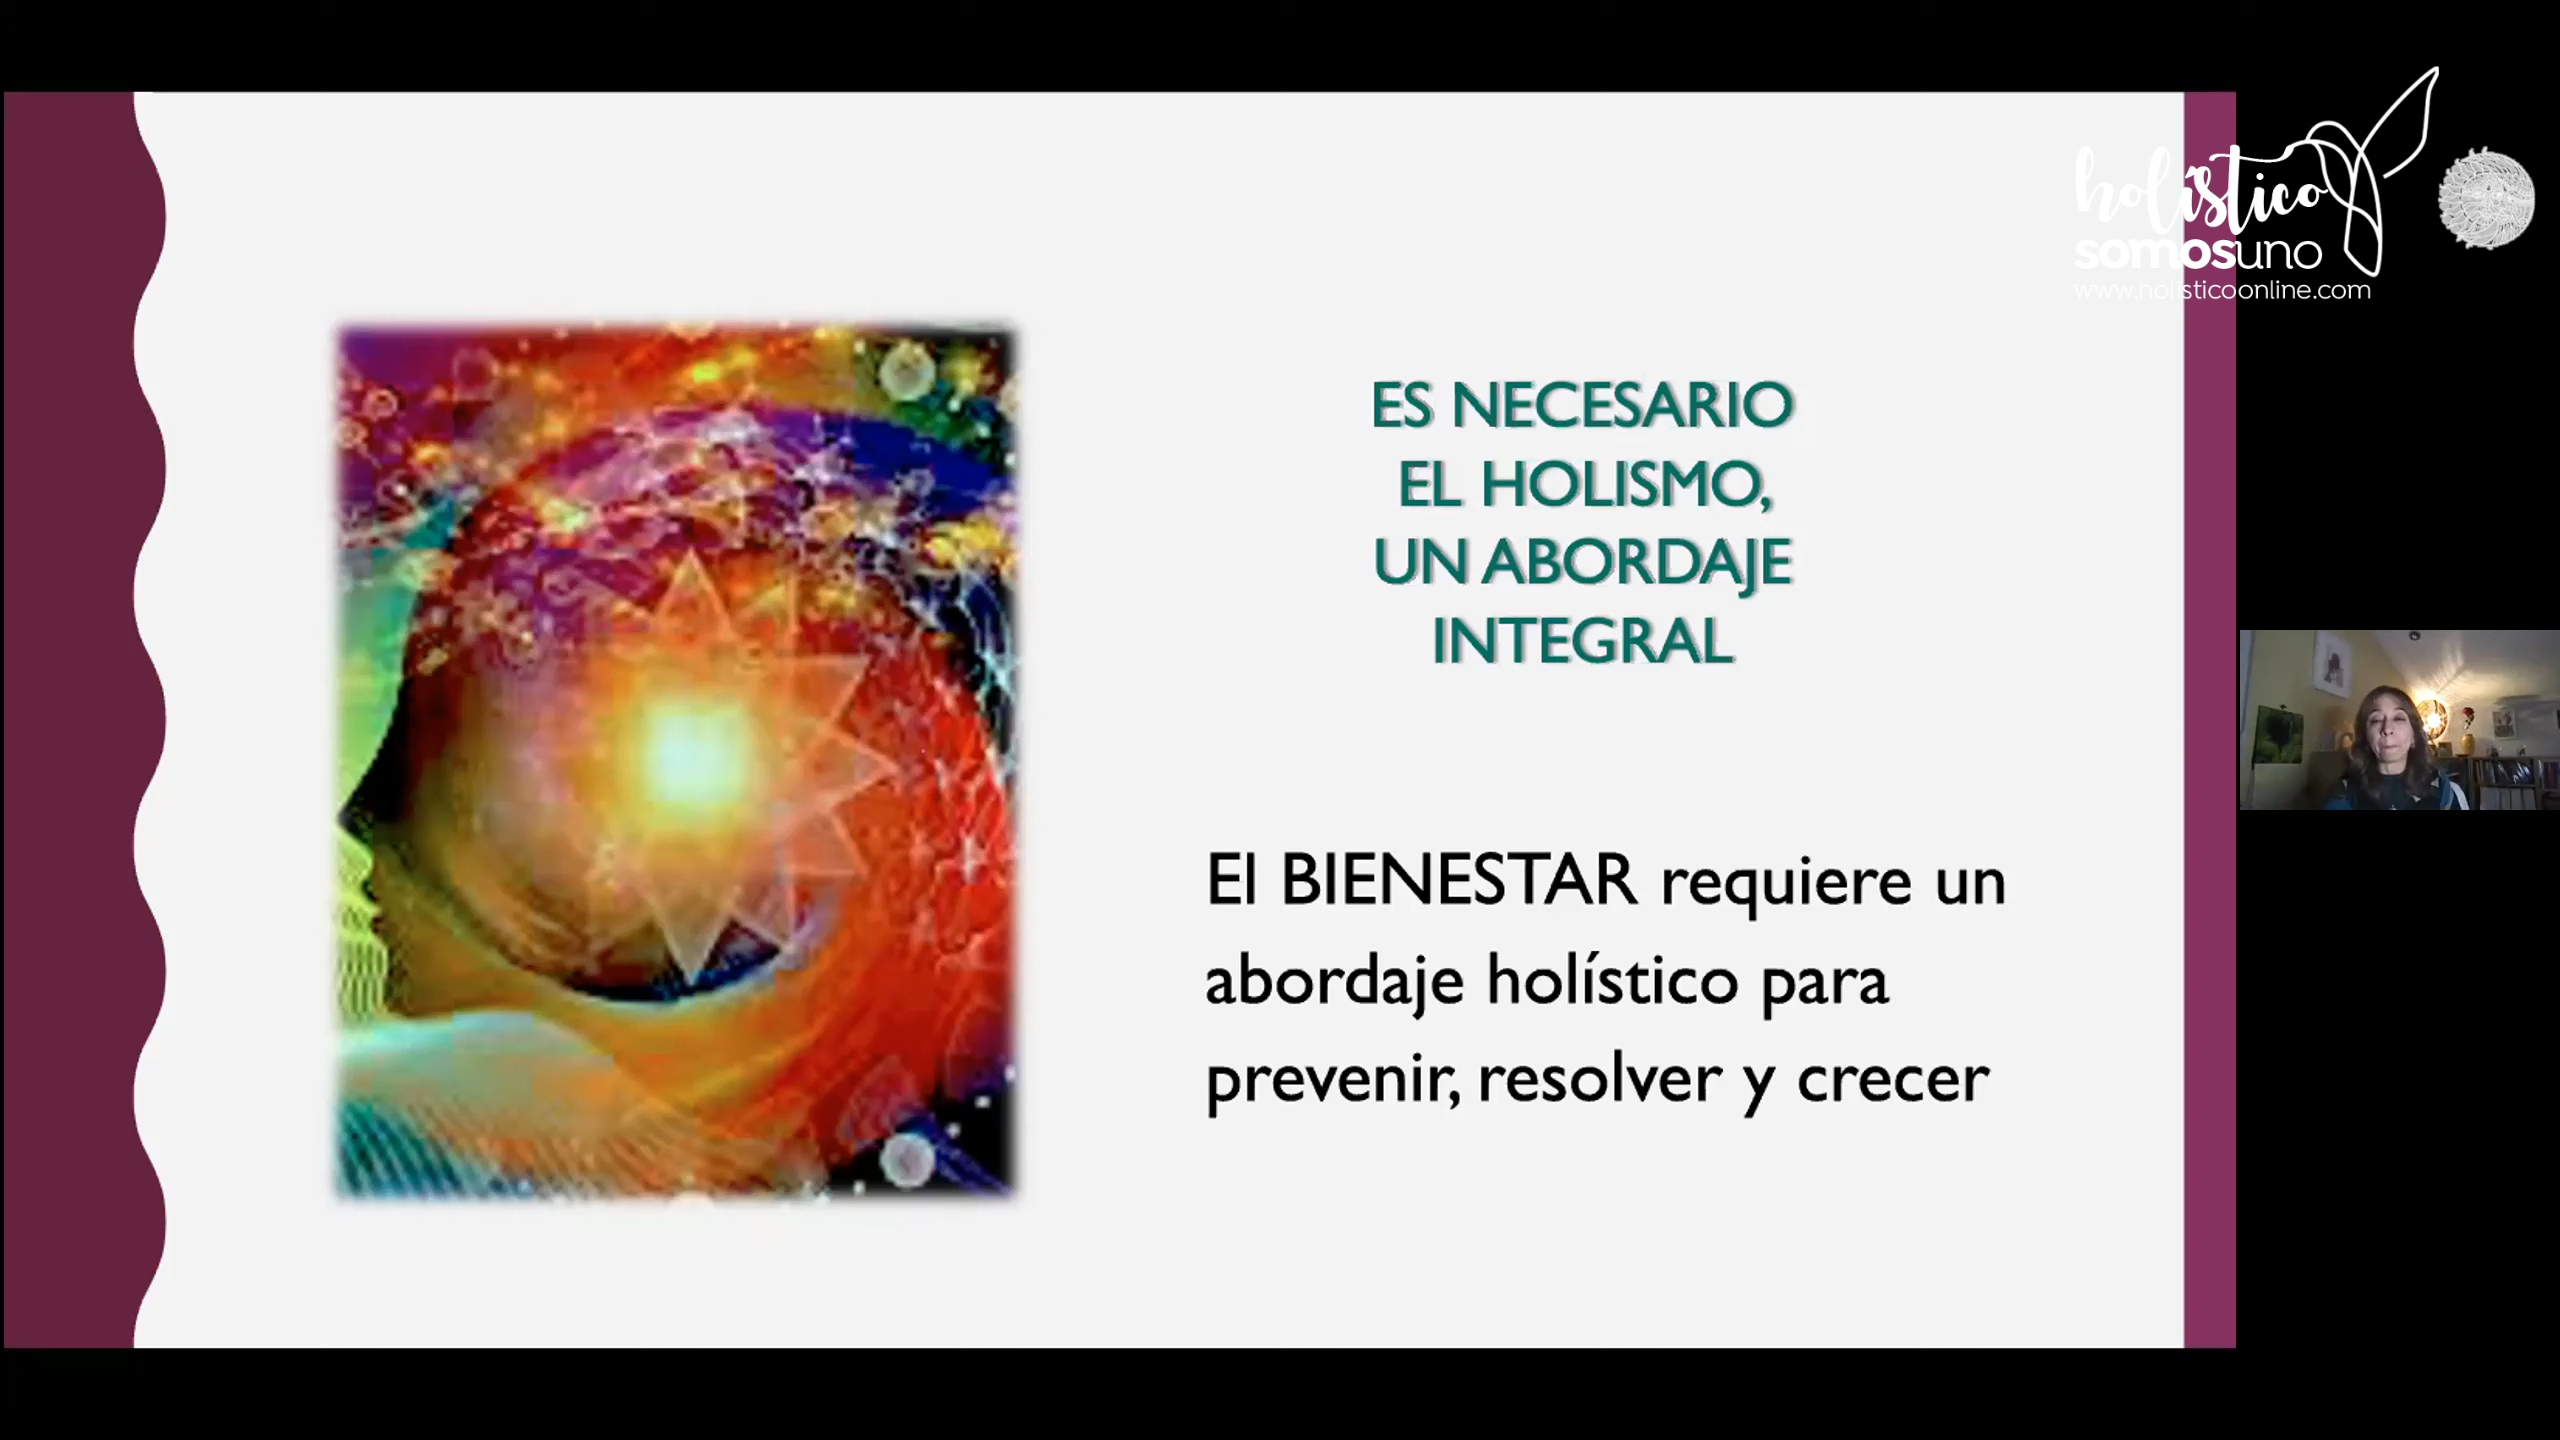 holístico
somosuno
www.holisticoonline.com
ES NECESARIO
EL HOLISMO,
UN ABORDAJE
INTEGRAL
El BIENESTAR requiere un
abordaje holístico para
prevenir, resolver y crecer